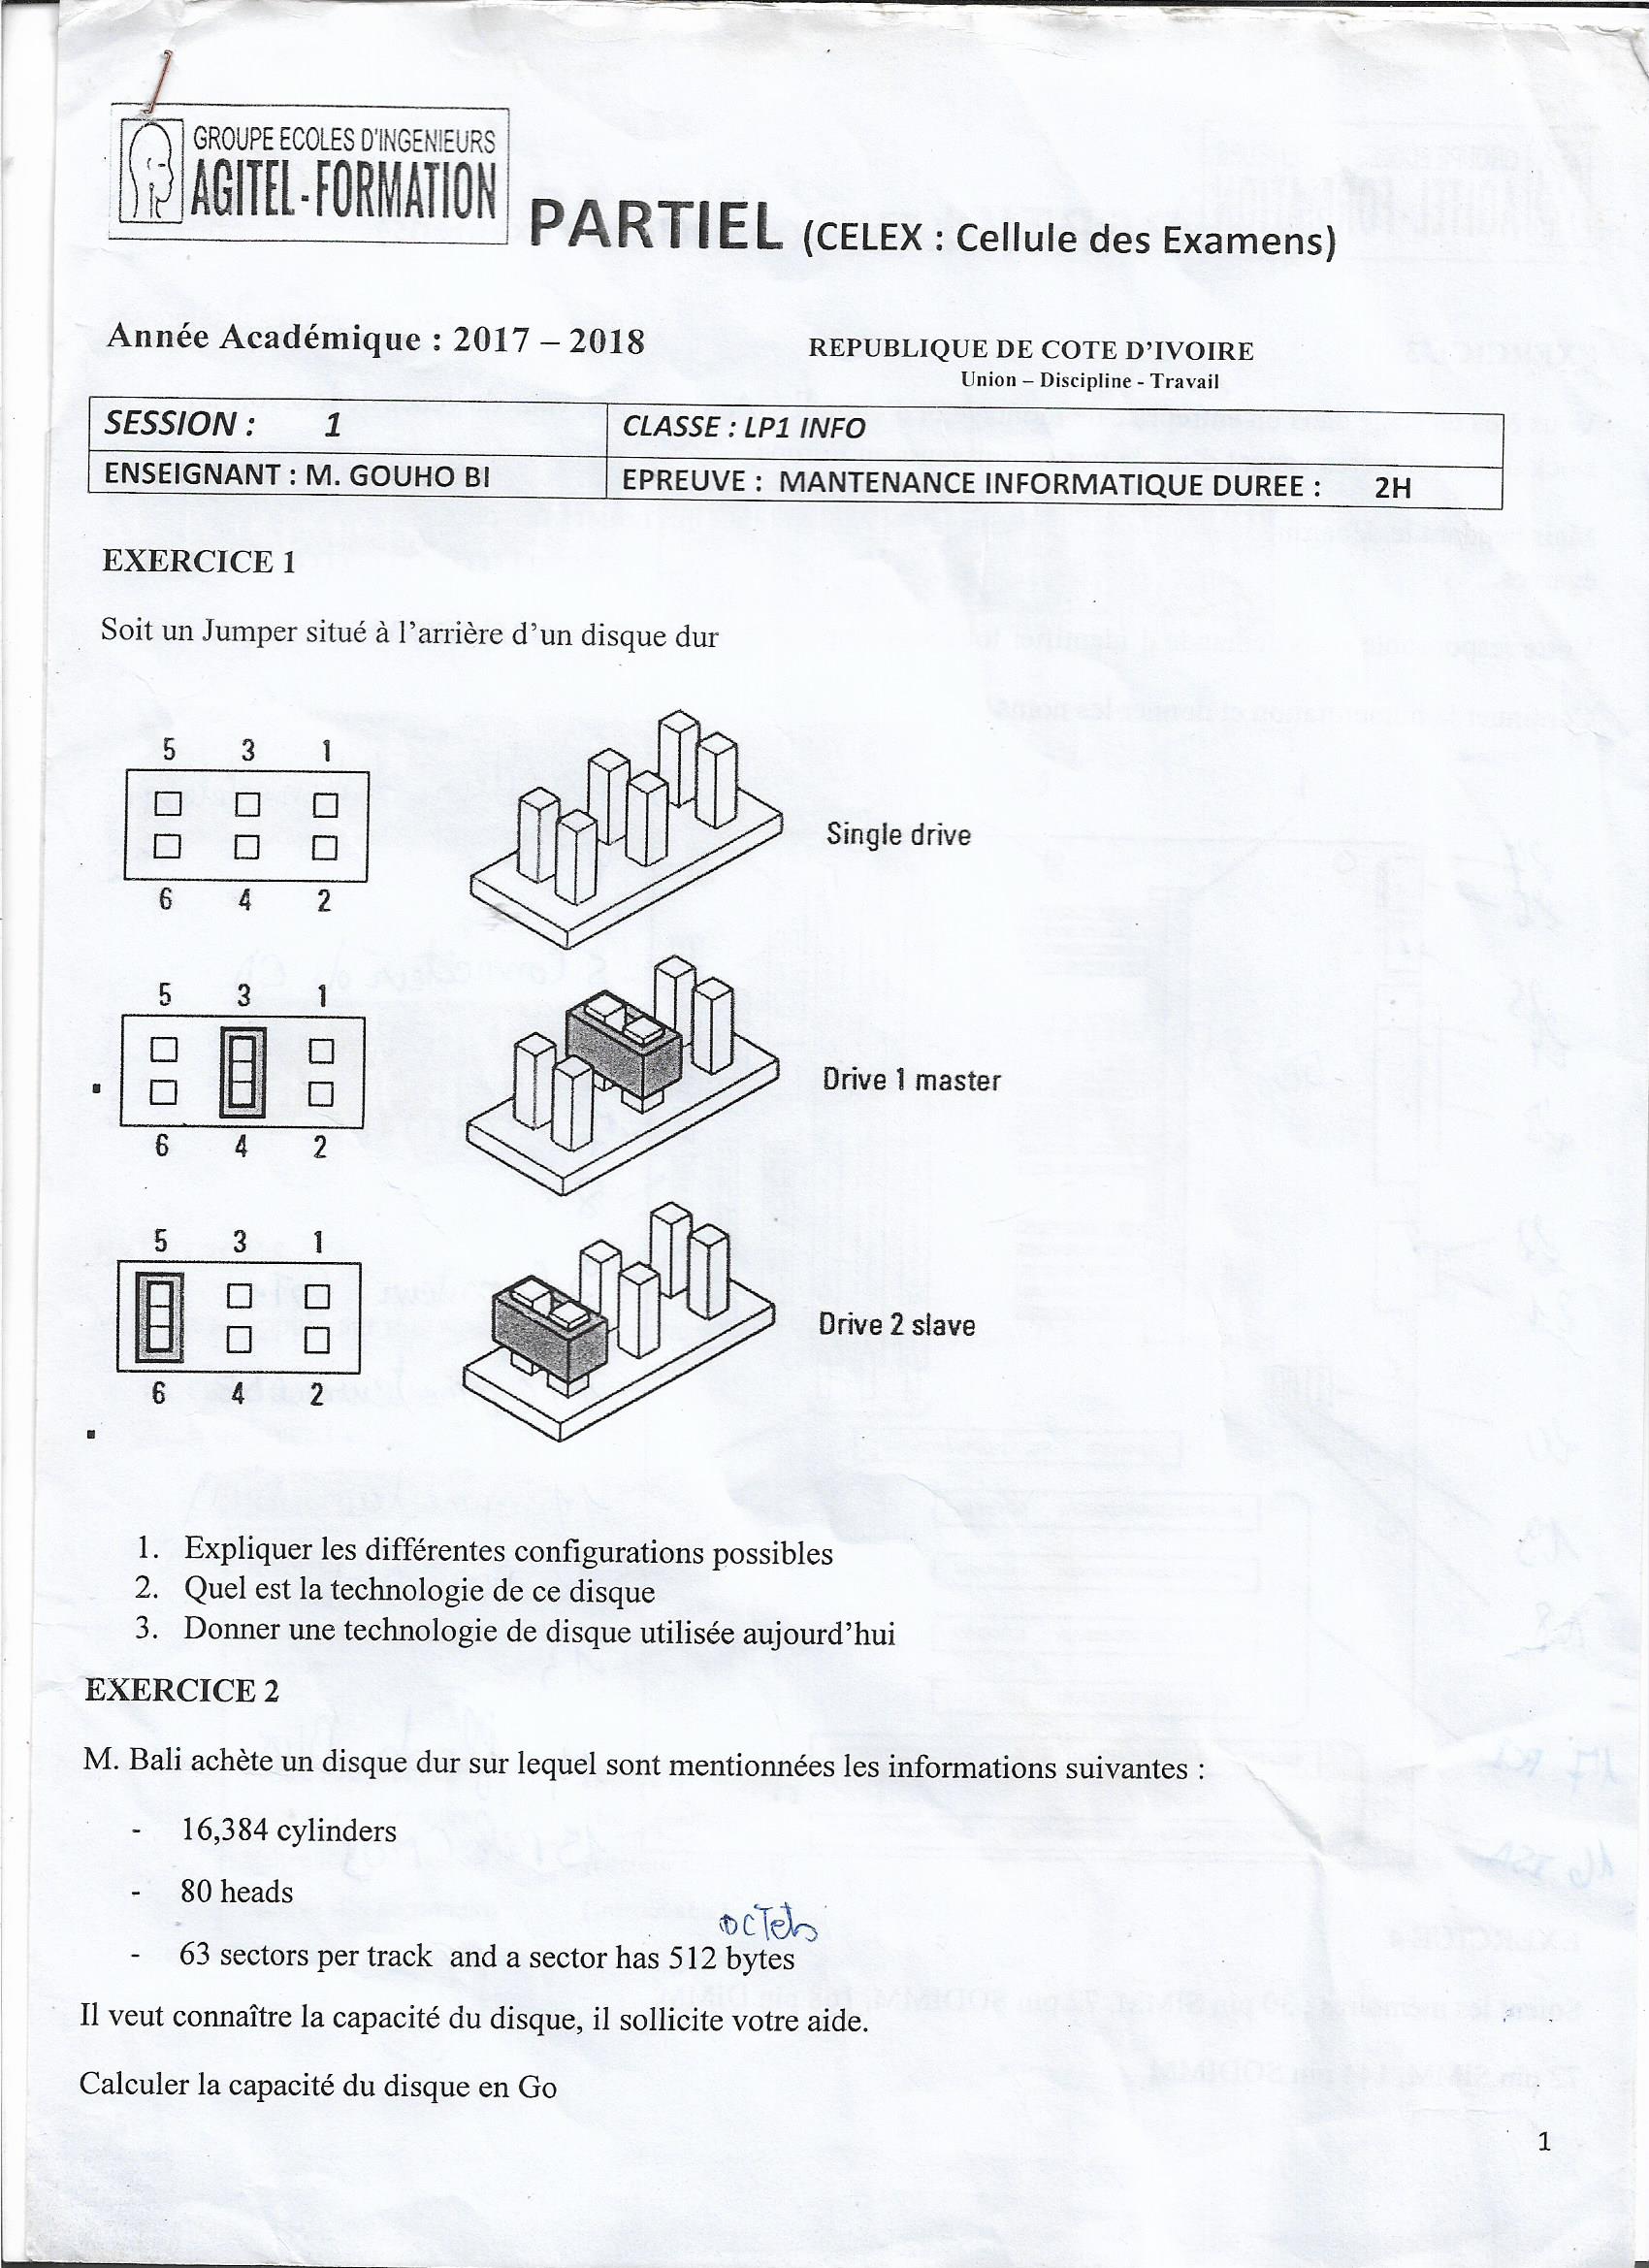 GROUPE ECOLES D'INGENIEURS
AGITEL-FORMATION
PARTIEL (CELEX : Cellule des Examens)
Année Académique : 2017 – 2018
REPUBLIQUE DE COTE D'IVOIRE
Union – Discipline - Travail
SESSION : 1
CLASSE : LP1 INFO
ENSEIGNANT : M. GOUHO BI
EPREUVE : MANTENANCE INFORMATIQUE DUREE : 2H
EXERCICE 1
Soit un Jumper situé à l'arrière d'un disque dur
5 3 1
Single drive
6 4 2
5 3 1
Drive 1 master
6 4 2
5 3 1
Drive 2 slave
6 4 2
1. Expliquer les différentes configurations possibles
2. Quel est la technologie de ce disque
3. Donner une technologie de disque utilisée aujourd'hui
EXERCICE 2
M. Bali achète un disque dur sur lequel sont mentionnées les informations suivantes :
- 16,384 cylinders
- 80 heads
octets
- 63 sectors per track and a sector has 512 bytes
Il veut connaître la capacité du disque, il sollicite votre aide.
Calculer la capacité du disque en Go
1